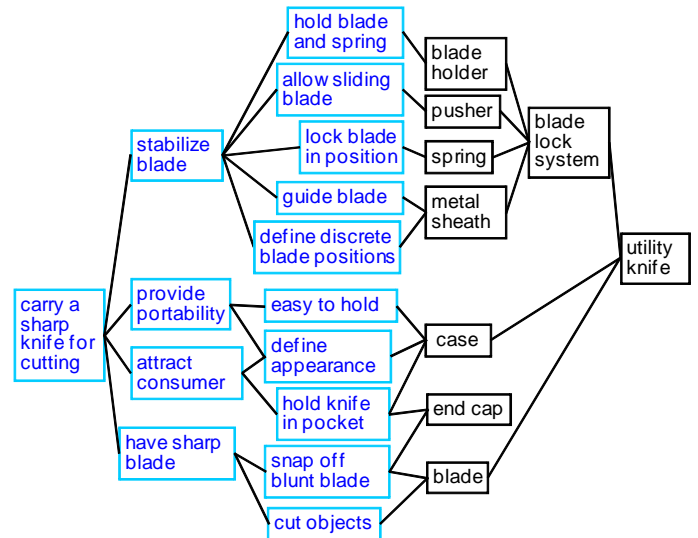 hold blade
and spring
allow sliding
blade
lock blade
in position
guide blade
define discrete
blade positions
stabilize
blade
blade
holder
pusher
spring
metal
sheath
blade
lock
system
utility
knife
carry a
sharp
knife for
cutting
provide
portability
attract
consumer
have sharp
blade
easy to hold
define
appearance
hold knife
in pocket
snap off
blunt blade
cut objects
case
end cap
blade